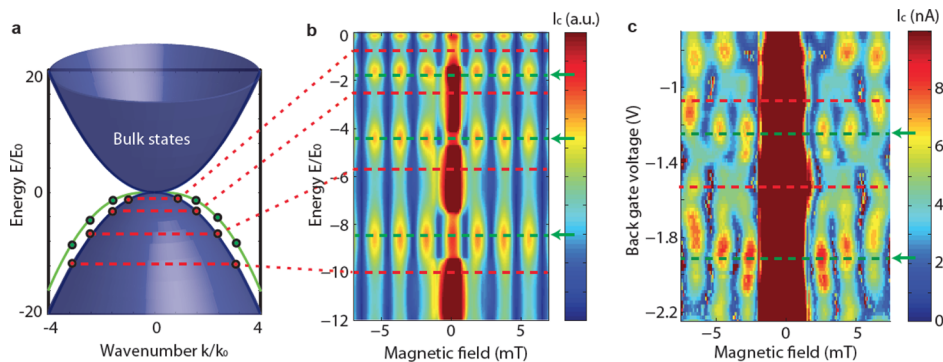 a
20
0
-20
Energy E/E₀
Bulk states
-4
0
4
Wavenumber k/k₀
b
I_c (a.u.)
0
−2
−4
−6
−8
−10
−12
Energy E/E₀
−5
0
5
Magnetic field (mT)
c
I_c (nA)
-1
-1.4
-1.8
-2.2
Back gate voltage (V)
−5
0
5
Magnetic field (mT)
8
6
4
2
0